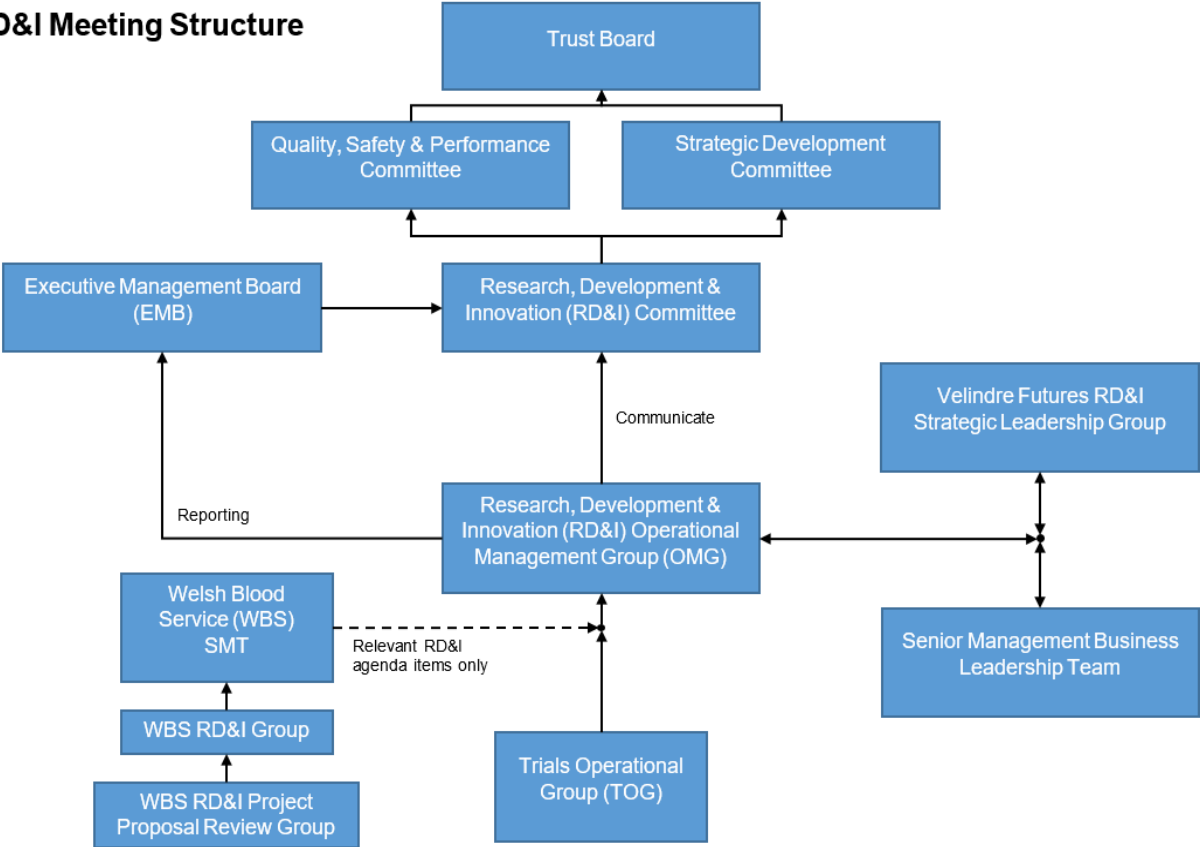 D&I Meeting Structure
Trust Board
Quality, Safety & Performance
Committee
Strategic Development
Committee
Executive Management Board
(EMB)
Research, Development &
Innovation (RD&I) Committee
Velindre Futures RD&I
Strategic Leadership Group
Communicate
Research, Development &
Innovation (RD&I) Operational
Management Group (OMG)
Reporting
Welsh Blood
Service (WBS)
SMT
Relevant RD&I
agenda items only
Senior Management Business
Leadership Team
WBS RD&I Group
Trials Operational
Group (TOG)
WBS RD&I Project
Proposal Review Group